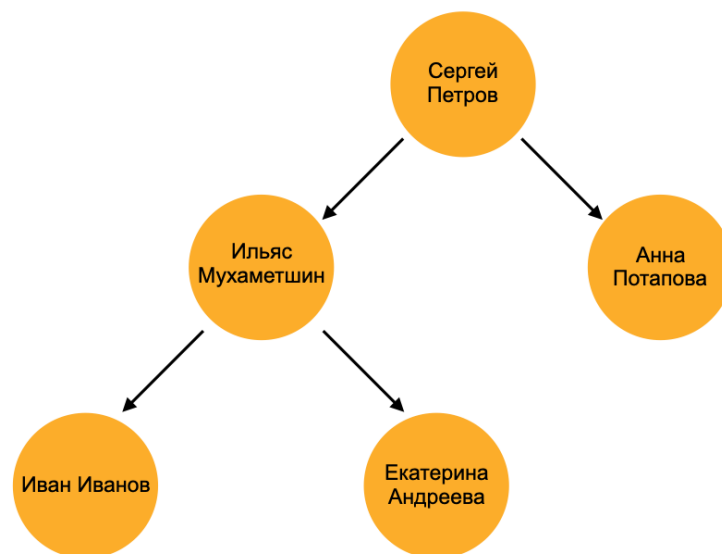 Сергей
Петров
Ильяс
Мухаметшин
Анна
Потапова
Иван Иванов
Екатерина
Андреева